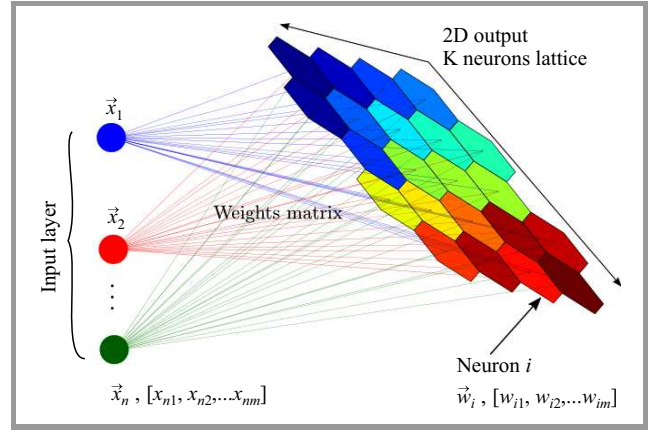 2D output
K neurons lattice
x⃗₁
Input layer
x⃗₂
Weights matrix
⋮
Neuron i
x⃗ₙ , [xₙ₁, xₙ₂,...xₙₘ]
w⃗ᵢ , [wᵢ₁, wᵢ₂,...wᵢₘ]